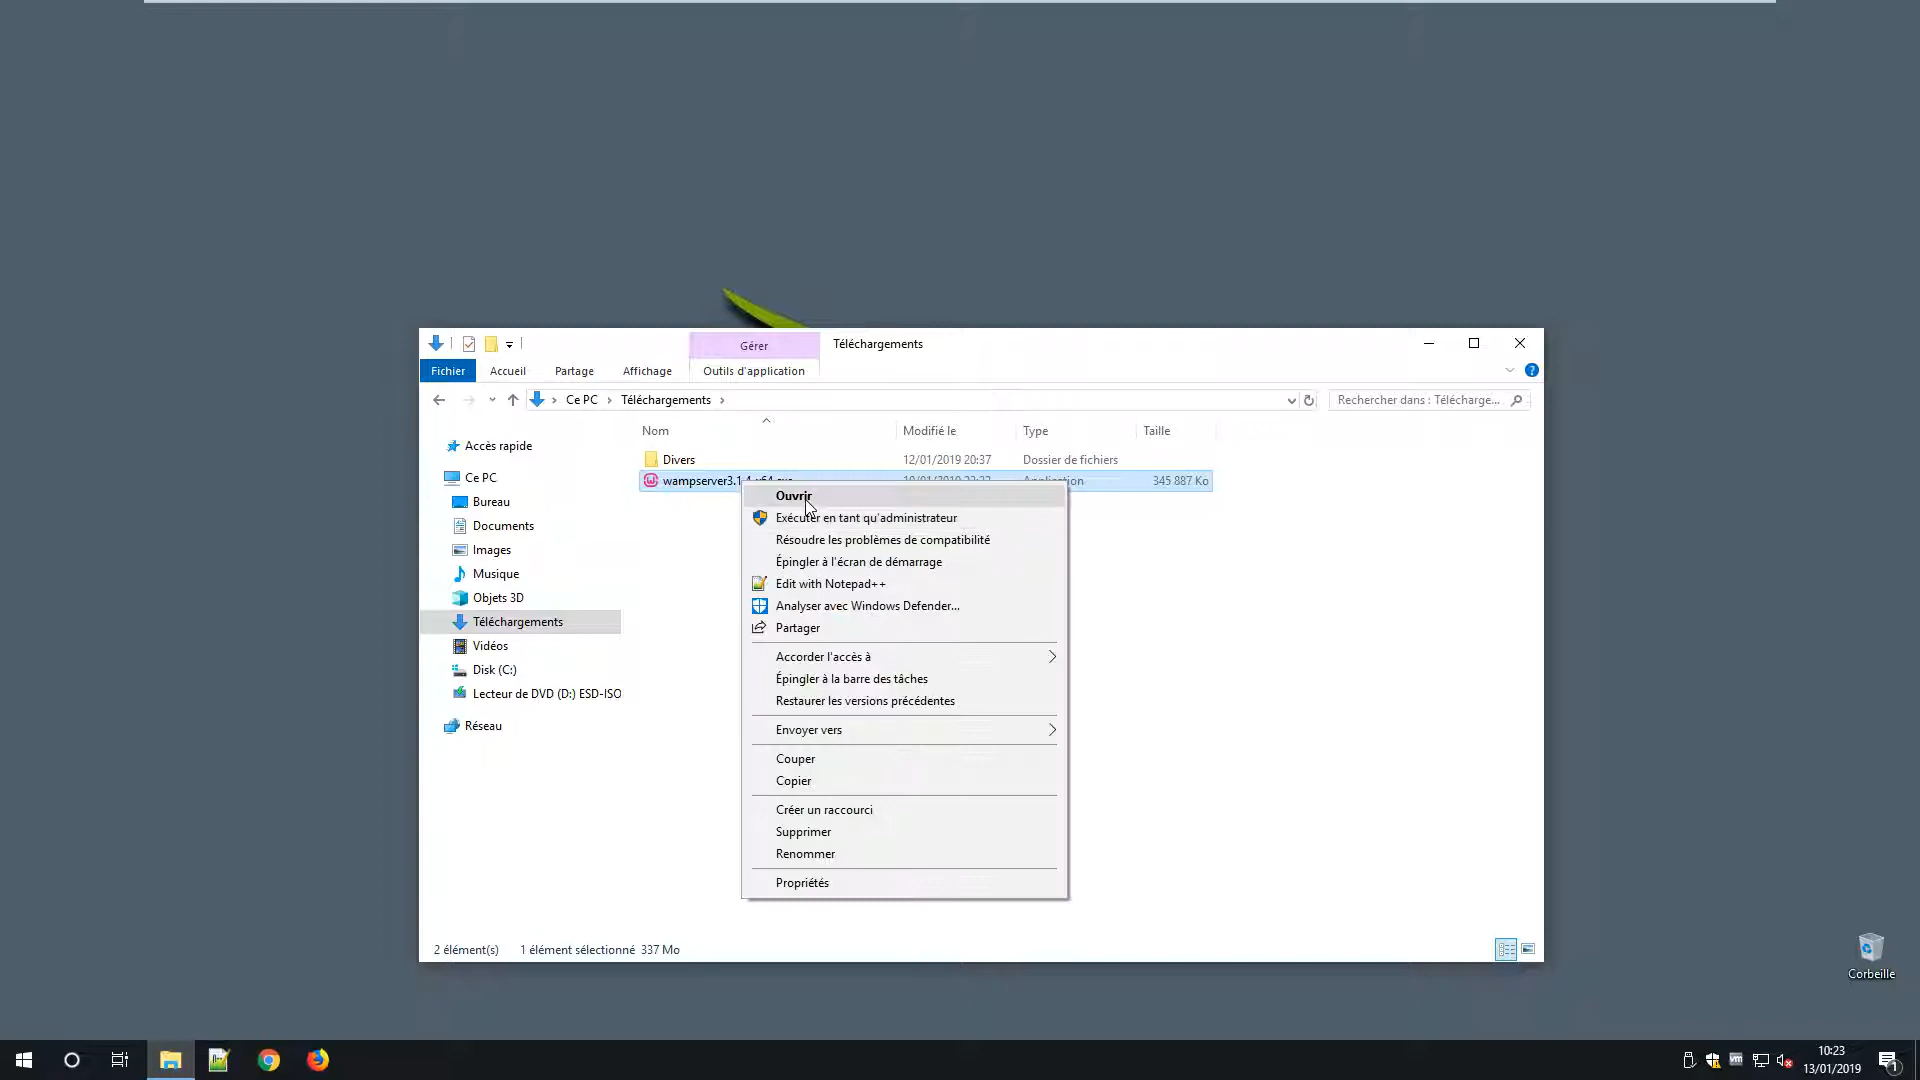 Gérer
Téléchargements
Fichier
Accueil
Partage
Affichage
Outils d'application
Ce PC
Téléchargements
Rechercher dans : Télécharge...
Nom
Modifié le
Type
Taille
Accès rapide
Ce PC
Bureau
Documents
Images
Musique
Objets 3D
Téléchargements
Vidéos
Disk (C:)
Lecteur de DVD (D:) ESD-ISO
Réseau
Divers
12/01/2019 20:37
Dossier de fichiers
345 887 Ko
Ouvrir
Exécuter en tant qu'administrateur
Résoudre les problèmes de compatibilité
Épingler à l'écran de démarrage
Edit with Notepad++
Analyser avec Windows Defender...
Partager
Accorder l'accès à
Épingler à la barre des tâches
Restaurer les versions précédentes
Envoyer vers
Couper
Copier
Créer un raccourci
Supprimer
Renommer
Propriétés
2 élément(s)
1 élément sélectionné 337 Mo
Corbeille
10:23
13/01/2019
1